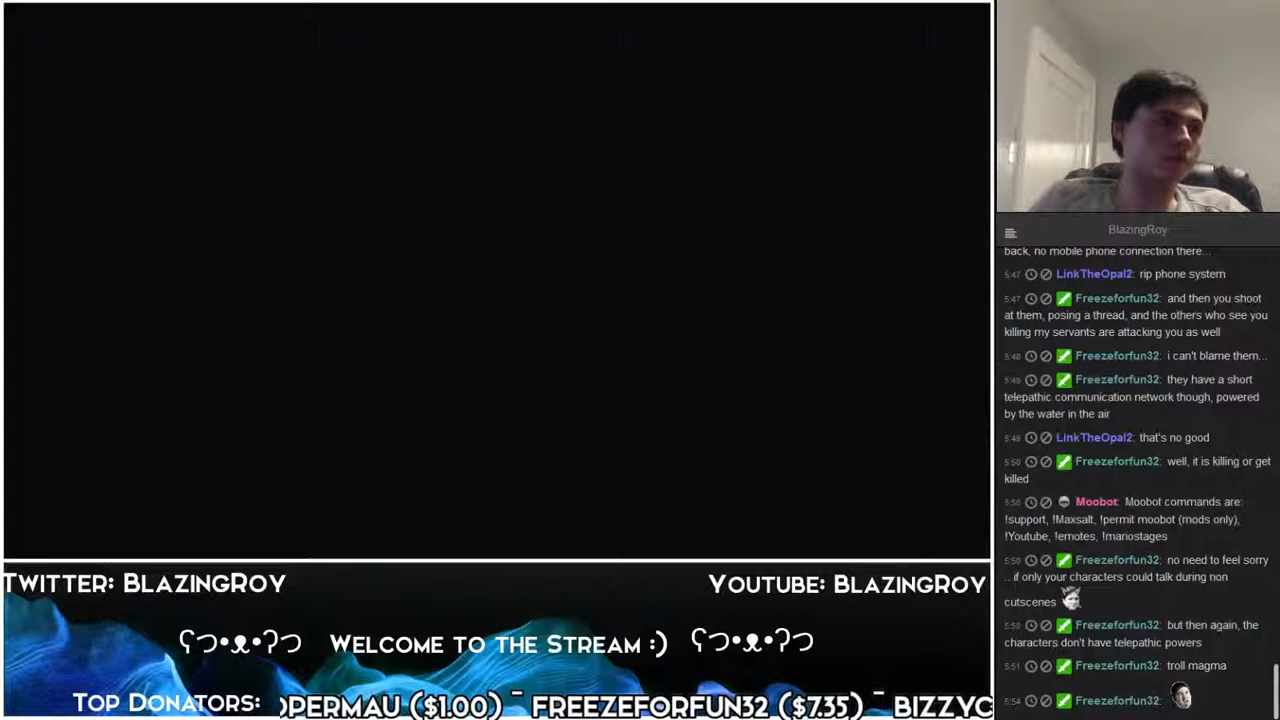 BlazingRoy
back, no mobile phone connection there...
5:47 LinkTheOpal2: rip phone system
5:47 Freezeforfun32: and then you shoot
at them, posing a thread, and the others who see you
killing my servants are attacking you as well
5:48 Freezeforfun32: i can't blame them...
5:48 Freezeforfun32: they have a short
telepathic communication network though, powered
by the water in the air
5:49 LinkTheOpal2: that's no good
5:50 Freezeforfun32: well, it is killing or get
killed
5:50 Moobot: Moobot commands are:
!support, !Maxsalt, !permit moobot (mods only),
!Youtube, !emotes, !mariostages
5:50 Freezeforfun32: no need to feel sorry
.. if only your characters could talk during non
cutscenes
5:50 Freezeforfun32: but then again, the
characters don't have telepathic powers
5:51 Freezeforfun32: troll magma
5:54 Freezeforfun32:
Twitter: BlazingRoy
Youtube: BlazingRoy
ʕつ•ᴥ•ʔつ Welcome to the Stream :) ʕつ•ᴥ•ʔつ
Top Donators: OPERMAU ($1.00) ~ FREEZEFORFUN32 ($7.35) ~ BIZZYC